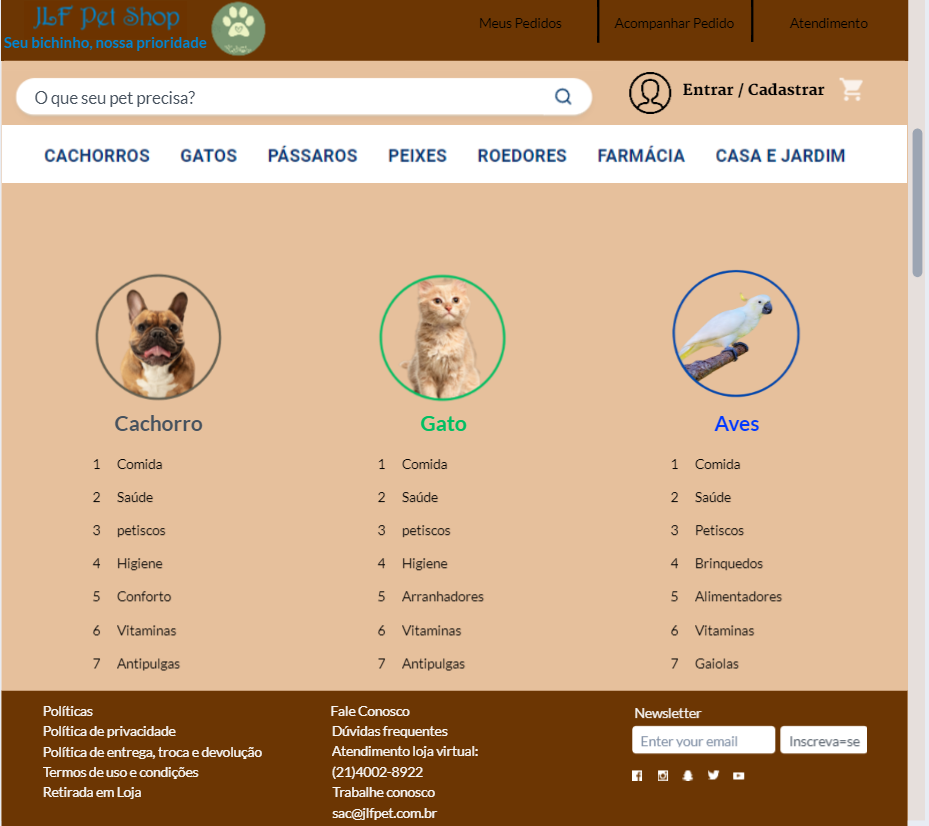 JLF Pet Shop
Seu bichinho, nossa prioridade
Meus Pedidos
Acompanhar Pedido
Atendimento
O que seu pet precisa?
Entrar / Cadastrar
CACHORROS GATOS PÁSSAROS PEIXES ROEDORES FARMÁCIA CASA E JARDIM
Cachorro
1 Comida
2 Saúde
3 petiscos
4 Higiene
5 Conforto
6 Vitaminas
7 Antipulgas
Gato
1 Comida
2 Saúde
3 petiscos
4 Higiene
5 Arranhadores
6 Vitaminas
7 Antipulgas
Aves
1 Comida
2 Saúde
3 Petiscos
4 Brinquedos
5 Alimentadores
6 Vitaminas
7 Gaiolas
Políticas
Política de privacidade
Política de entrega, troca e devolução
Termos de uso e condições
Retirada em Loja
Fale Conosco
Dúvidas frequentes
Atendimento loja virtual:
(21)4002-8922
Trabalhe conosco
sac@jlfpet.com.br
Newsletter
Enter your email
Inscreva=se